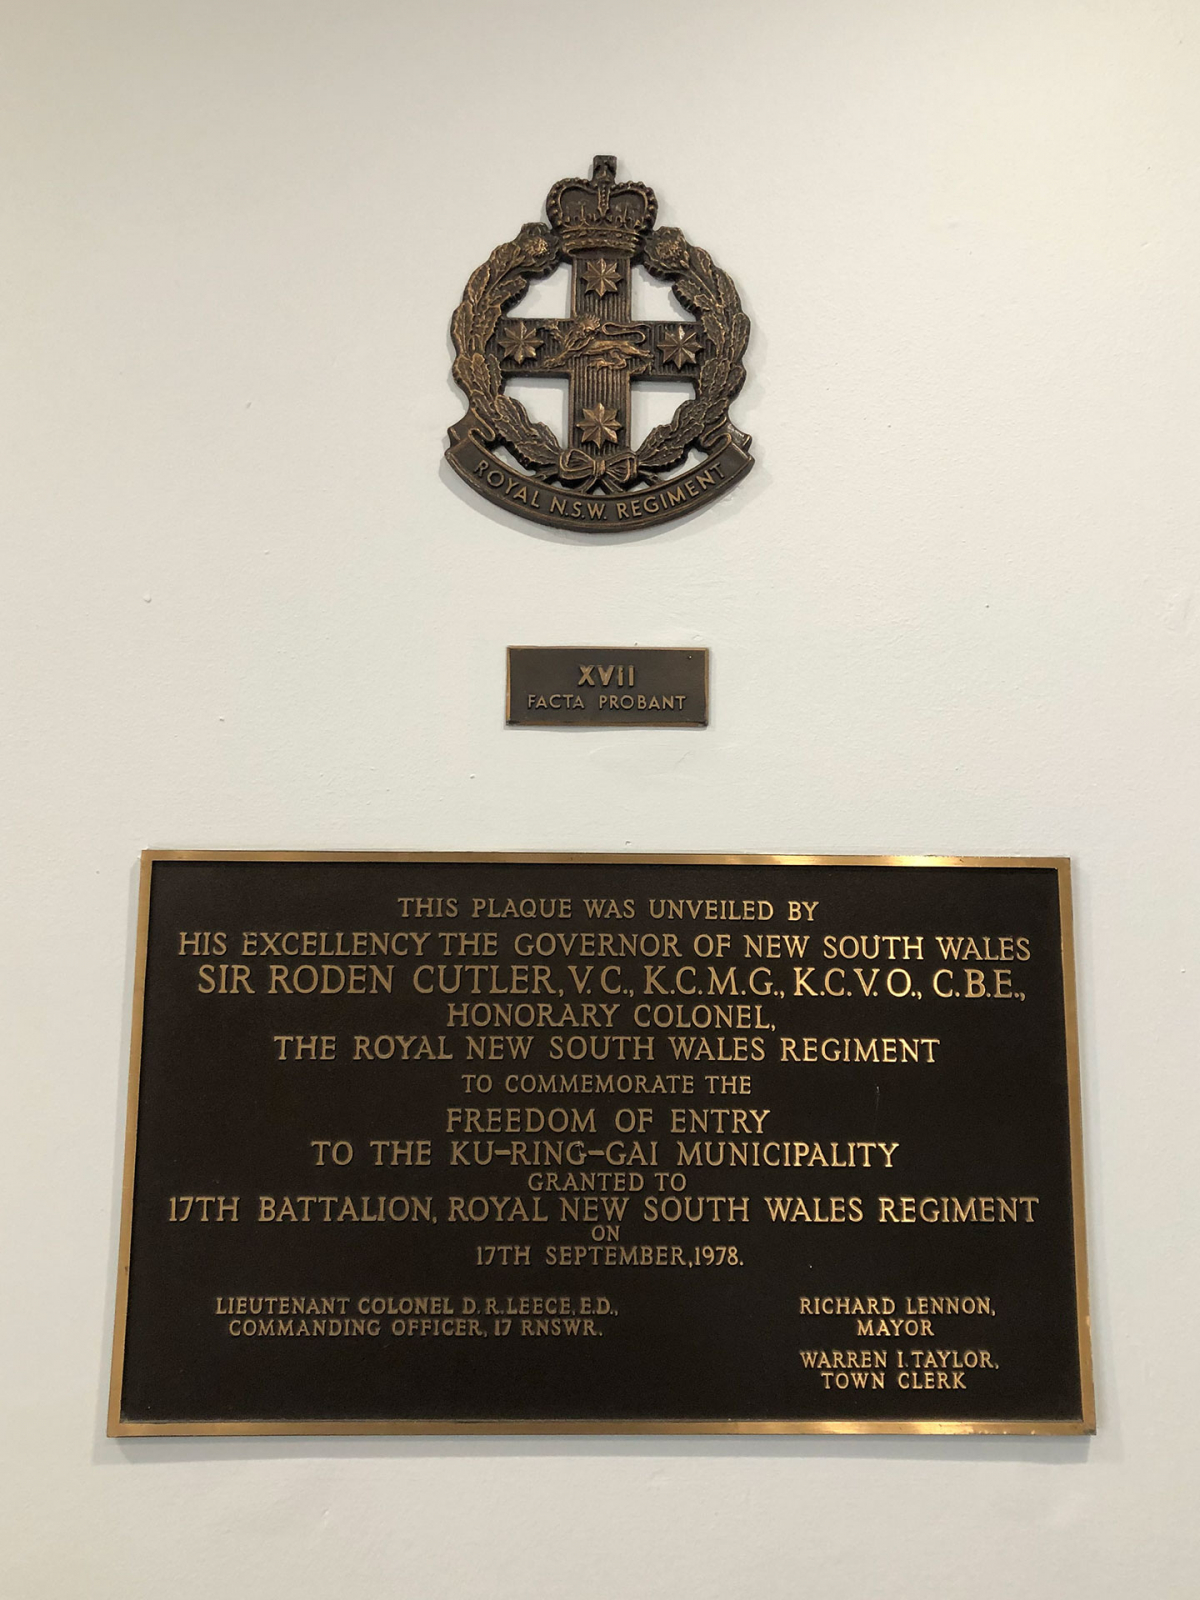 ROYAL N.S.W. REGIMENT
XVII
FACTA PROBANT
THIS PLAQUE WAS UNVEILED BY
HIS EXCELLENCY THE GOVERNOR OF NEW SOUTH WALES
SIR RODEN CUTLER, V.C., K.C.M.G., K.C.V.O., C.B.E.,
HONORARY COLONEL,
THE ROYAL NEW SOUTH WALES REGIMENT
TO COMMEMORATE THE
FREEDOM OF ENTRY
TO THE KU-RING-GAI MUNICIPALITY
GRANTED TO
17TH BATTALION, ROYAL NEW SOUTH WALES REGIMENT
ON
17TH SEPTEMBER, 1978.
LIEUTENANT COLONEL D. R. LEECE, E.D.,
COMMANDING OFFICER, 17 RNSWR.
RICHARD LENNON,
MAYOR
WARREN I. TAYLOR,
TOWN CLERK